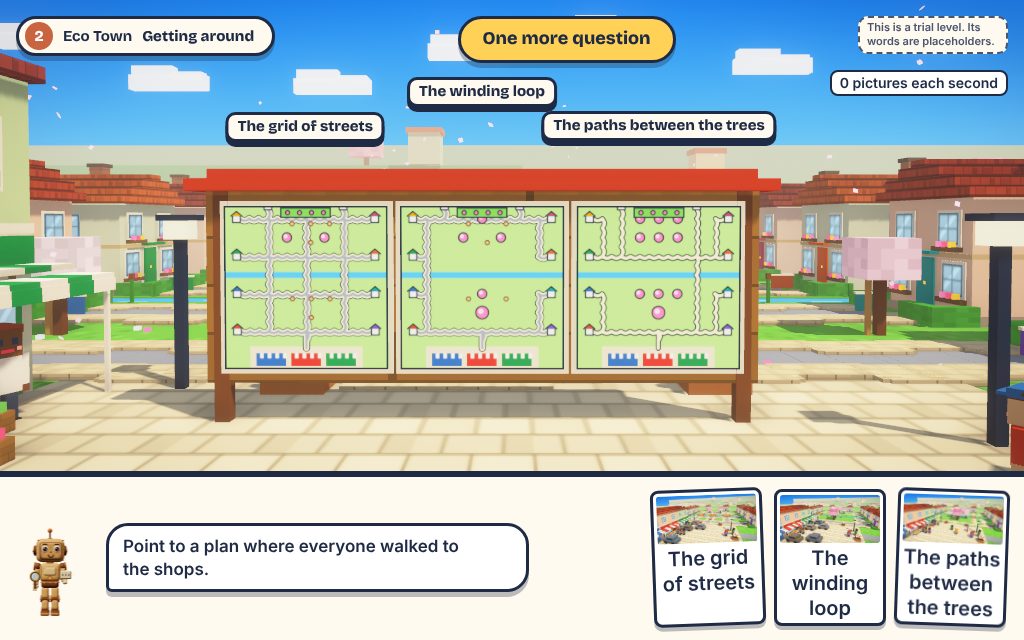 2 Eco Town Getting around
One more question
This is a trial level. Its
words are placeholders.
0 pictures each second
The winding loop
The grid of streets
The paths between the trees
Point to a plan where everyone walked to
the shops.
The grid
of streets
The
winding
loop
The paths
between
the trees